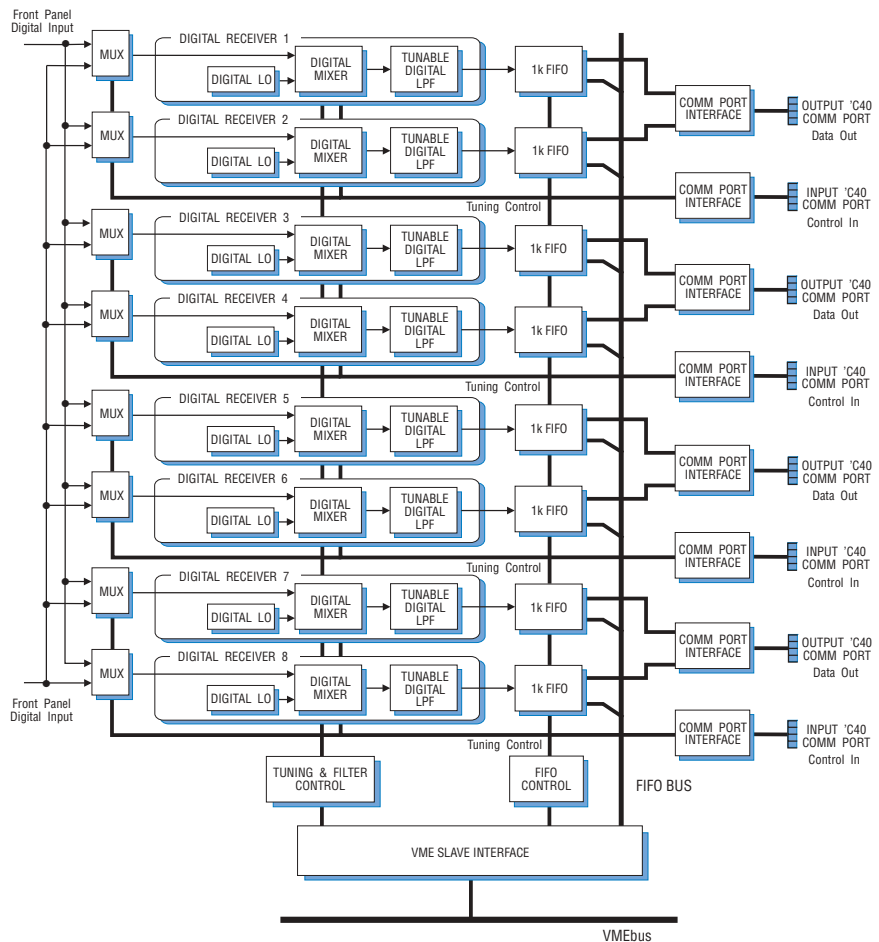 Front Panel
Digital Input
MUX
DIGITAL RECEIVER 1
DIGITAL LO
DIGITAL
MIXER
TUNABLE
DIGITAL
LPF
1k FIFO
MUX
DIGITAL RECEIVER 2
DIGITAL LO
DIGITAL
MIXER
TUNABLE
DIGITAL
LPF
1k FIFO
COMM PORT
INTERFACE
OUTPUT 'C40
COMM PORT
Data Out
Tuning Control
COMM PORT
INTERFACE
INPUT 'C40
COMM PORT
Control In
MUX
DIGITAL RECEIVER 3
DIGITAL LO
DIGITAL
MIXER
TUNABLE
DIGITAL
LPF
1k FIFO
MUX
DIGITAL RECEIVER 4
DIGITAL LO
DIGITAL
MIXER
TUNABLE
DIGITAL
LPF
1k FIFO
COMM PORT
INTERFACE
OUTPUT 'C40
COMM PORT
Data Out
Tuning Control
COMM PORT
INTERFACE
INPUT 'C40
COMM PORT
Control In
MUX
DIGITAL RECEIVER 5
DIGITAL LO
DIGITAL
MIXER
TUNABLE
DIGITAL
LPF
1k FIFO
MUX
DIGITAL RECEIVER 6
DIGITAL LO
DIGITAL
MIXER
TUNABLE
DIGITAL
LPF
1k FIFO
COMM PORT
INTERFACE
OUTPUT 'C40
COMM PORT
Data Out
Tuning Control
COMM PORT
INTERFACE
INPUT 'C40
COMM PORT
Control In
MUX
DIGITAL RECEIVER 7
DIGITAL LO
DIGITAL
MIXER
TUNABLE
DIGITAL
LPF
1k FIFO
MUX
DIGITAL RECEIVER 8
DIGITAL LO
DIGITAL
MIXER
TUNABLE
DIGITAL
LPF
1k FIFO
COMM PORT
INTERFACE
OUTPUT 'C40
COMM PORT
Data Out
Front Panel
Digital Input
Tuning Control
COMM PORT
INTERFACE
INPUT 'C40
COMM PORT
Control In
TUNING & FILTER
CONTROL
FIFO
CONTROL
FIFO BUS
VME SLAVE INTERFACE
VMEbus